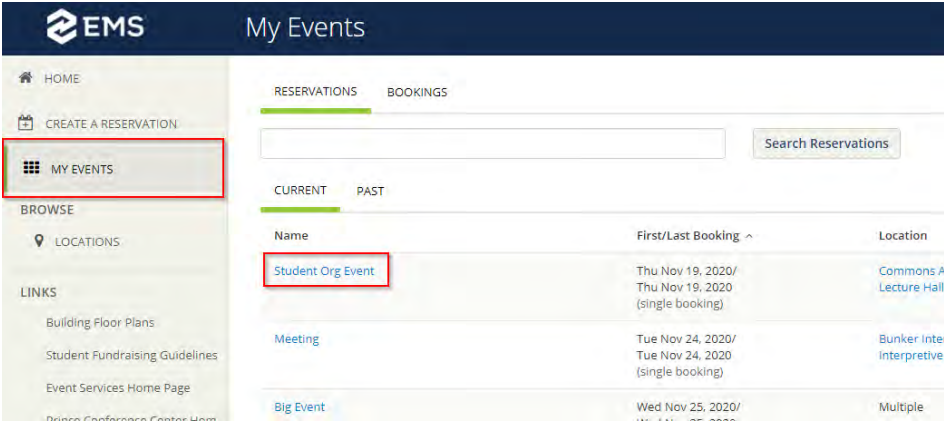 EMS
My Events
HOME
CREATE A RESERVATION
MY EVENTS
BROWSE
LOCATIONS
LINKS
Building Floor Plans
Student Fundraising Guidelines
Event Services Home Page
Prince Conference Center
RESERVATIONS BOOKINGS
Search Reservations
CURRENT PAST
Name First/Last Booking Location
Student Org Event Thu Nov 19, 2020/ Commons
Thu Nov 19, 2020 Lecture Hall
(single booking)
Meeting Tue Nov 24, 2020/ Bunker
Tue Nov 24, 2020 Interpretive
(single booking)
Big Event Wed Nov 25, 2020/ Multiple